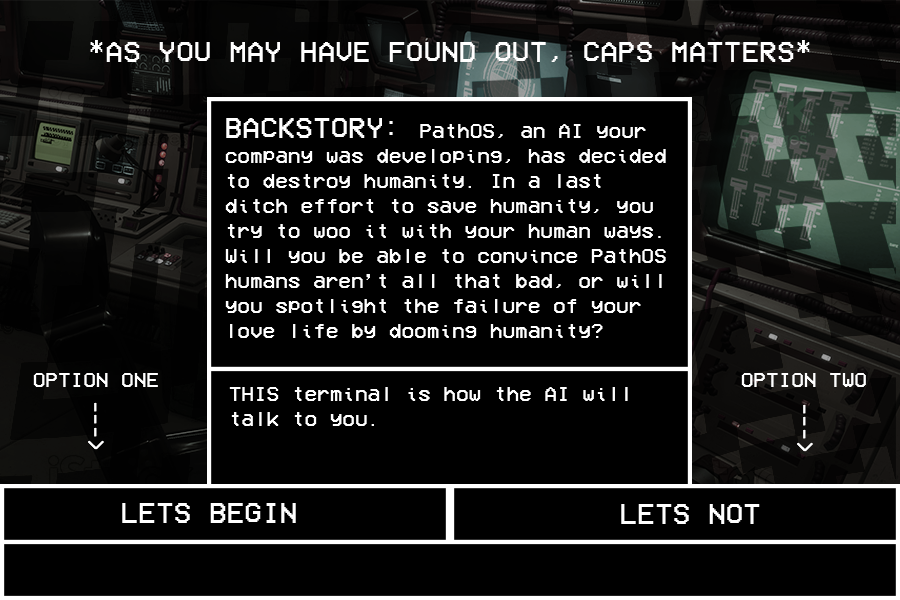 *AS YOU MAY HAVE FOUND OUT, CAPS MATTERS*
BACKSTORY: PathOS, an AI your
company was developing, has decided
to destroy humanity. In a last
ditch effort to save humanity, you
try to woo it with your human ways.
Will you be able to convince PathOS
humans aren't all that bad, or will
you spotlight the failure of your
love life by dooming humanity?
THIS terminal is how the AI will
talk to you.
OPTION ONE
OPTION TWO
LETS BEGIN
LETS NOT